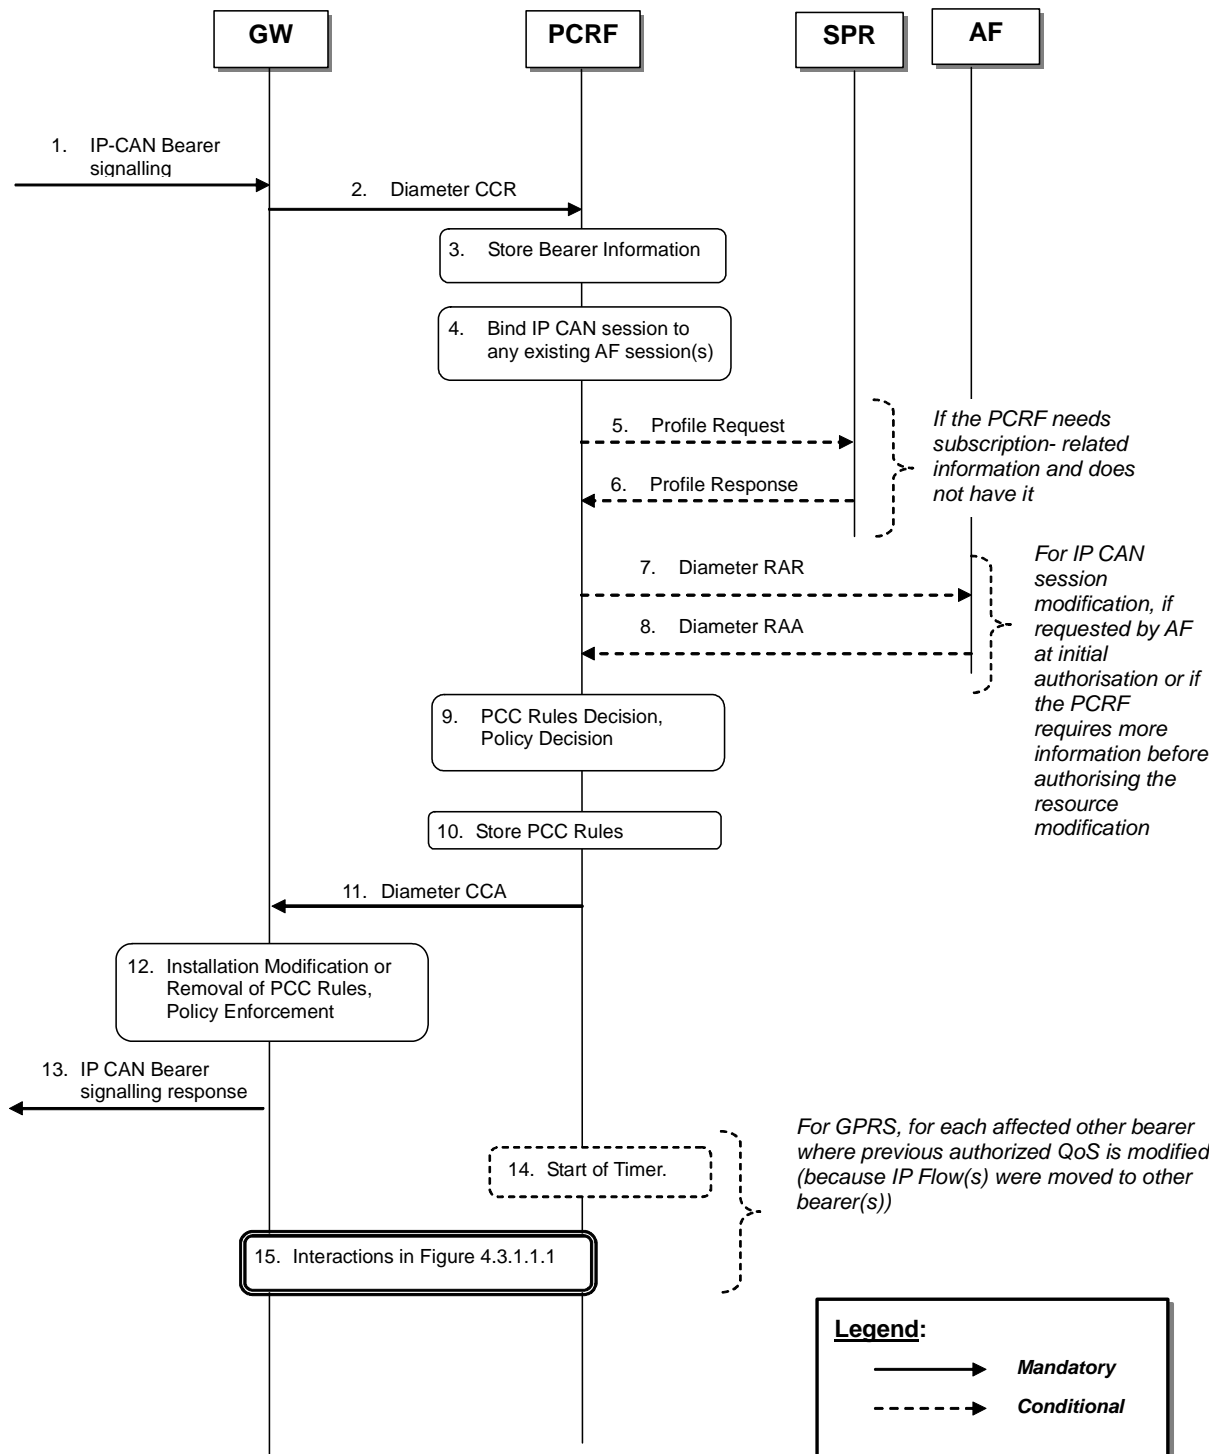 GW
PCRF
SPR
AF
1. IP-CAN Bearer
signalling
2. Diameter CCR
3. Store Bearer Information
4. Bind IP CAN session to
any existing AF session(s)
5. Profile Request
6. Profile Response
If the PCRF needs
subscription- related
information and does
not have it
7. Diameter RAR
8. Diameter RAA
For IP CAN
session
modification, if
requested by AF
at initial
authorisation or if
the PCRF
requires more
information before
authorising the
resource
modification
9. PCC Rules Decision,
Policy Decision
10. Store PCC Rules
11. Diameter CCA
12. Installation Modification or
Removal of PCC Rules,
Policy Enforcement
13. IP CAN Bearer
signalling response
14. Start of Timer.
For GPRS, for each affected other bearer
where previous authorized QoS is modified
(because IP Flow(s) were moved to other
bearer(s))
15. Interactions in Figure 4.3.1.1.1
Legend:
Mandatory
Conditional